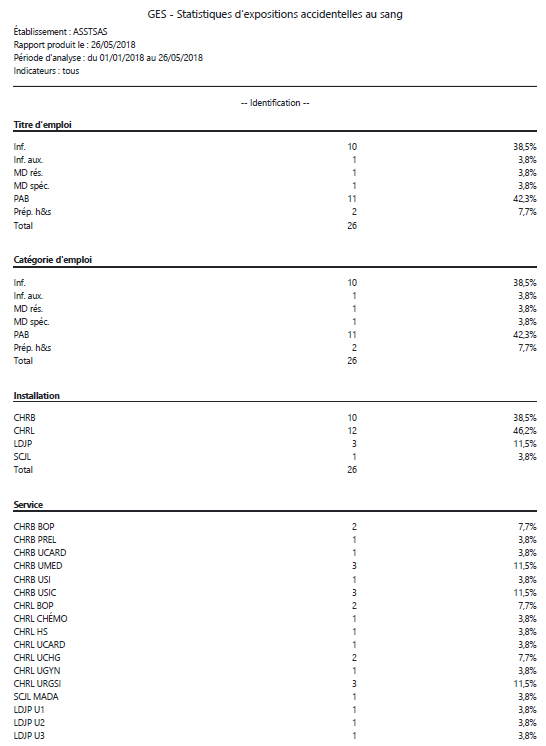 GES - Statistiques d'expositions accidentelles au sang
Établissement : ASSTSAS
Rapport produit le : 26/05/2018
Période d'analyse : du 01/01/2018 au 26/05/2018
Indicateurs : tous
-- Identification --
Titre d'emploi
Inf. 10 38,5%
Inf. aux. 1 3,8%
MD rés. 1 3,8%
MD spéc. 1 3,8%
PAB 11 42,3%
Prép. h&s 2 7,7%
Total 26
Catégorie d'emploi
Inf. 10 38,5%
Inf. aux. 1 3,8%
MD rés. 1 3,8%
MD spéc. 1 3,8%
PAB 11 42,3%
Prép. h&s 2 7,7%
Total 26
Installation
CHRB 10 38,5%
CHRL 12 46,2%
LDJP 3 11,5%
SCJL 1 3,8%
Total 26
Service
CHRB BOP 2 7,7%
CHRB PREL 1 3,8%
CHRB UCARD 1 3,8%
CHRB UMED 3 11,5%
CHRB USI 1 3,8%
CHRB USIC 3 11,5%
CHRL BOP 2 7,7%
CHRL CHÉMO 1 3,8%
CHRL HS 1 3,8%
CHRL UCARD 1 3,8%
CHRL UCHG 2 7,7%
CHRL UGYN 1 3,8%
CHRL URGSI 3 11,5%
SCJL MADA 1 3,8%
LDJP U1 1 3,8%
LDJP U2 1 3,8%
LDJP U3 1 3,8%